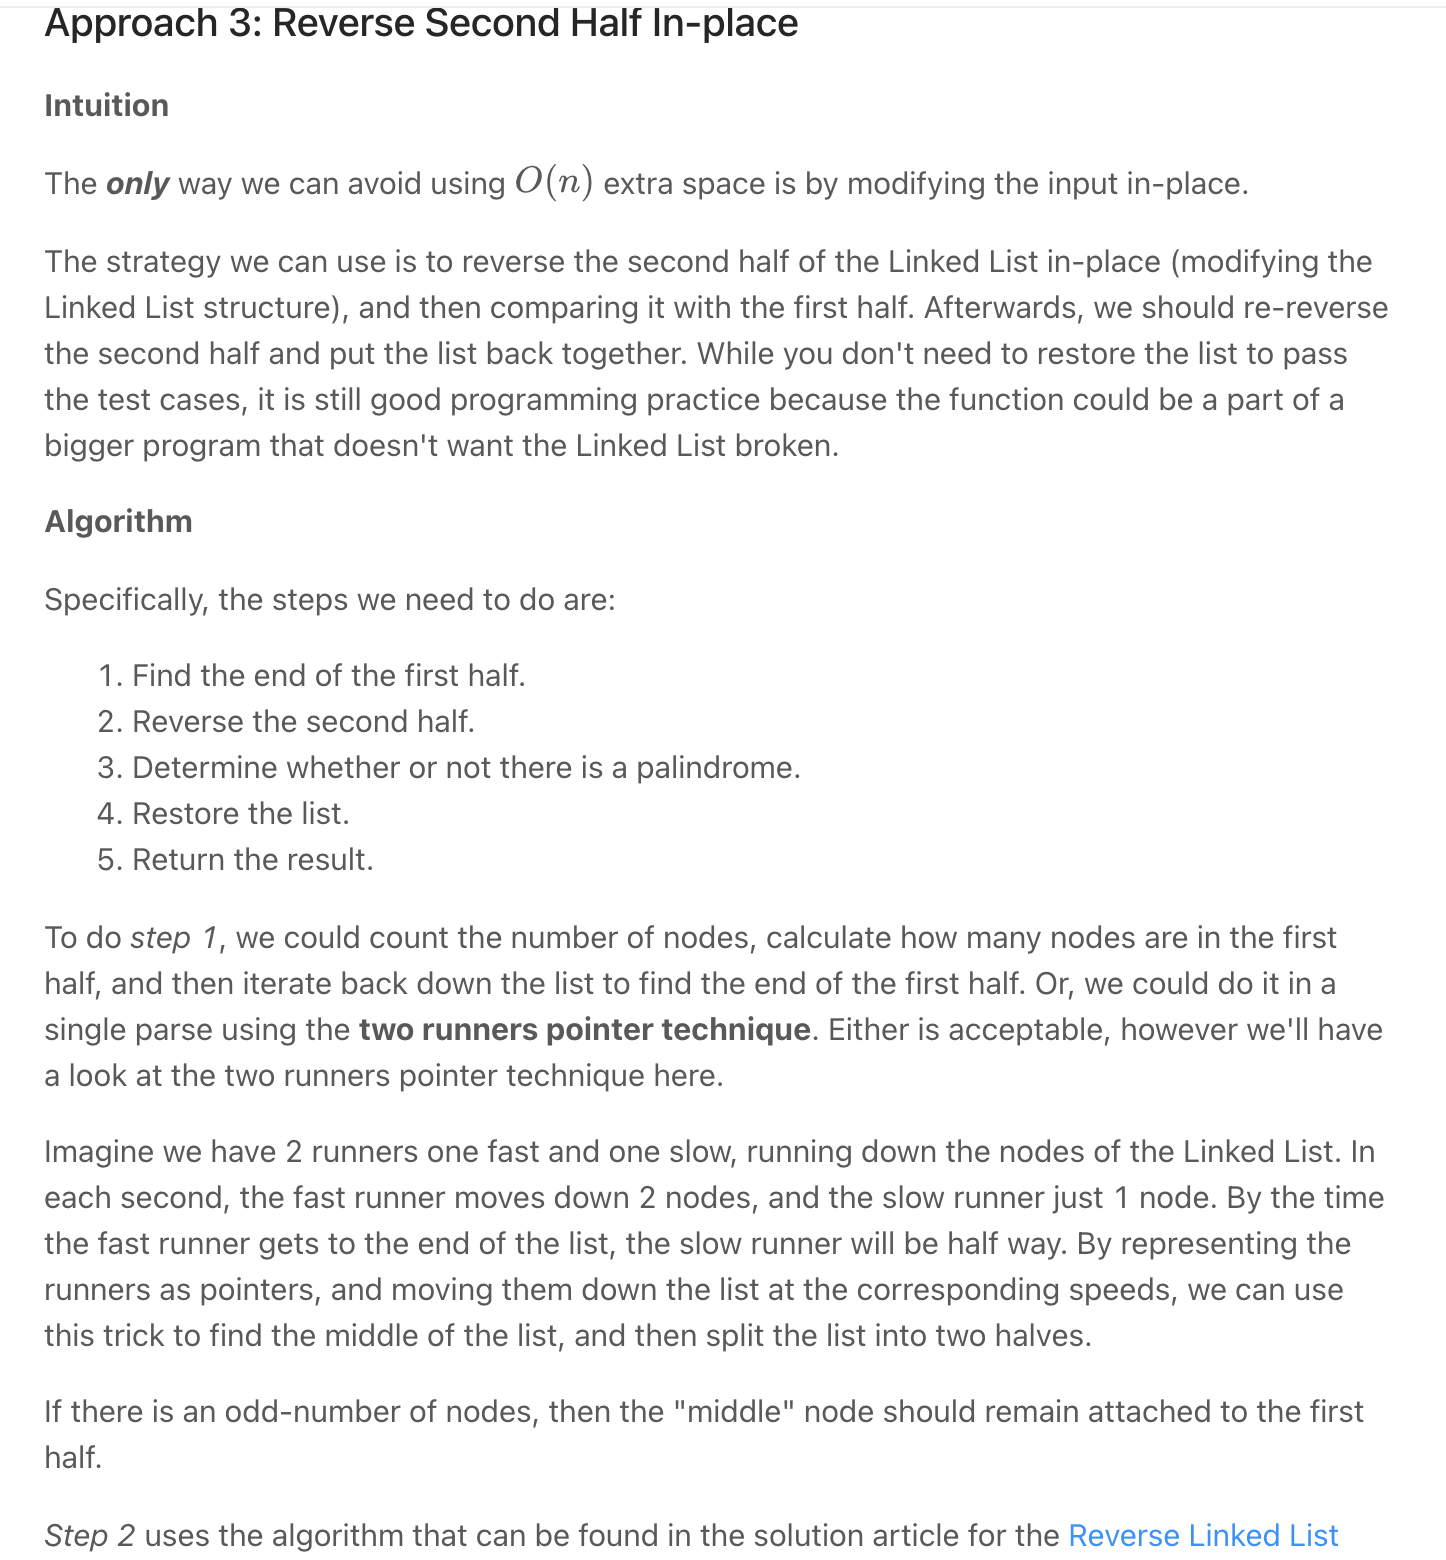 Approach 3: Reverse Second Half In-place
Intuition
The only way we can avoid using O(n) extra space is by modifying the input in-place.
The strategy we can use is to reverse the second half of the Linked List in-place (modifying the
Linked List structure), and then comparing it with the first half. Afterwards, we should re-reverse
the second half and put the list back together. While you don't need to restore the list to pass
the test cases, it is still good programming practice because the function could be a part of a
bigger program that doesn't want the Linked List broken.
Algorithm
Specifically, the steps we need to do are:
1. Find the end of the first half.
2. Reverse the second half.
3. Determine whether or not there is a palindrome.
4. Restore the list.
5. Return the result.
To do step 1, we could count the number of nodes, calculate how many nodes are in the first
half, and then iterate back down the list to find the end of the first half. Or, we could do it in a
single parse using the two runners pointer technique. Either is acceptable, however we'll have
a look at the two runners pointer technique here.
Imagine we have 2 runners one fast and one slow, running down the nodes of the Linked List. In
each second, the fast runner moves down 2 nodes, and the slow runner just 1 node. By the time
the fast runner gets to the end of the list, the slow runner will be half way. By representing the
runners as pointers, and moving them down the list at the corresponding speeds, we can use
this trick to find the middle of the list, and then split the list into two halves.
If there is an odd-number of nodes, then the "middle" node should remain attached to the first
half.
Step 2 uses the algorithm that can be found in the solution article for the Reverse Linked List